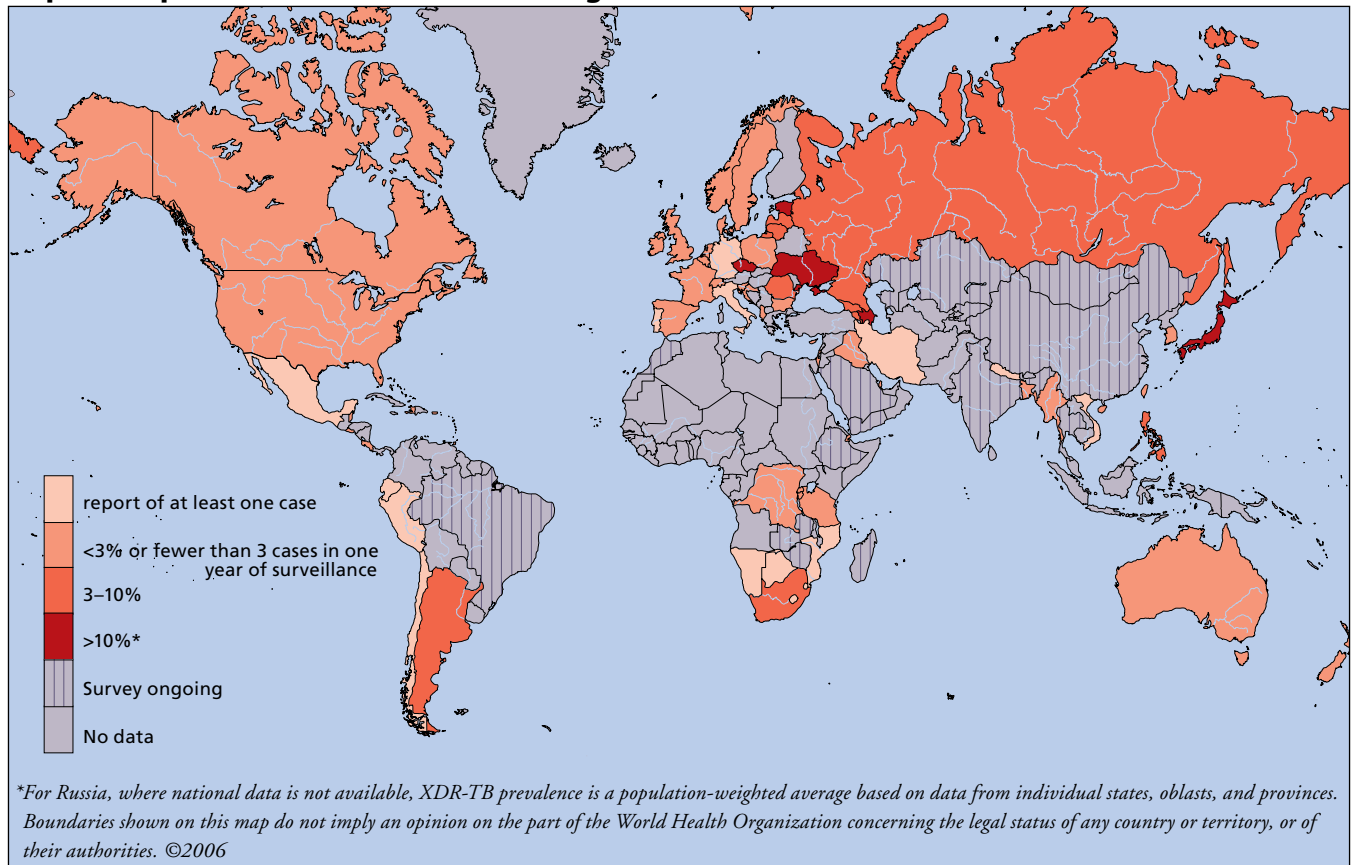 report of at least one case
<3% or fewer than 3 cases in one
year of surveillance
3–10%
>10%*
Survey ongoing
No data
*For Russia, where national data is not available, XDR-TB prevalence is a population-weighted average based on data from individual states, oblasts, and provinces.
Boundaries shown on this map do not imply an opinion on the part of the World Health Organization concerning the legal status of any country or territory, or of
their authorities. ©2006